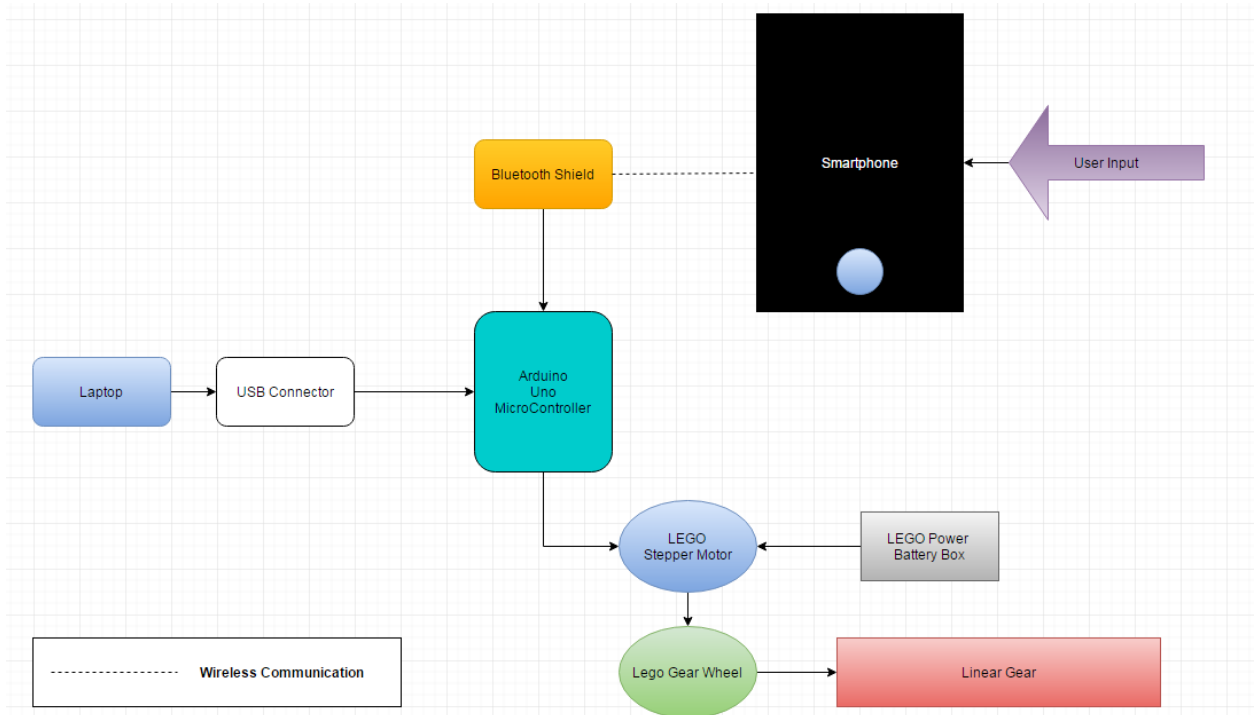 Smartphone
User Input
Bluetooth Shield
Arduino
Uno
MicroController
Laptop
USB Connector
LEGO
Stepper Motor
LEGO Power
Battery Box
Wireless Communication
Lego Gear Wheel
Linear Gear